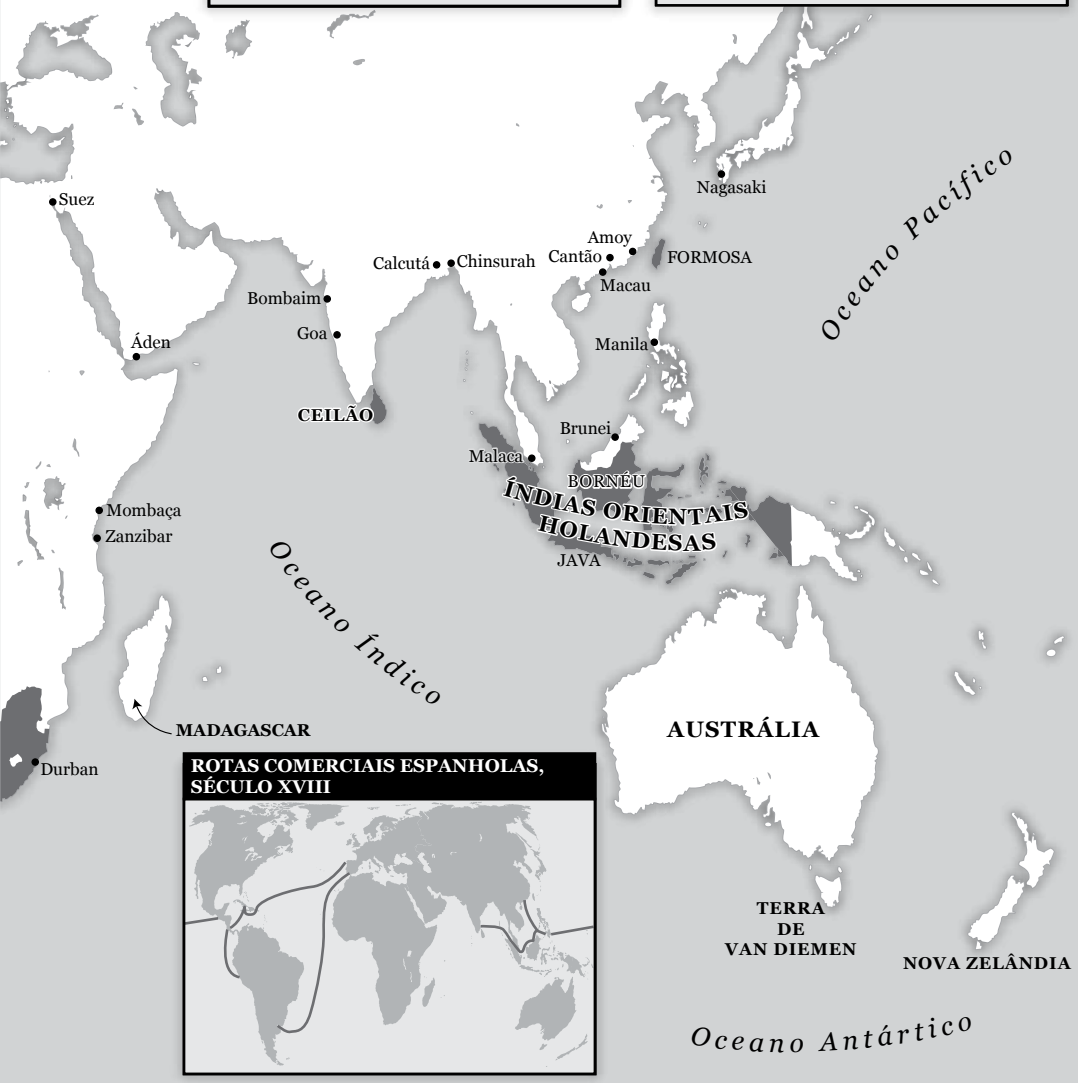 Suez
Nagasaki
Oceano Pacífico
Amoy
Cantão
FORMOSA
Macau
Calcutá
Chinsurah
Bombaim
Goa
Manila
Áden
CEILÃO
Brunei
Malaca
BORNÉU
ÍNDIAS ORIENTAIS
HOLANDESAS
JAVA
Mombaça
Zanzibar
Oceano Índico
MADAGASCAR
AUSTRÁLIA
Durban
ROTAS COMERCIAIS ESPANHOLAS,
SÉCULO XVIII
TERRA
DE
VAN DIEMEN
NOVA ZELÂNDIA
Oceano Antártico